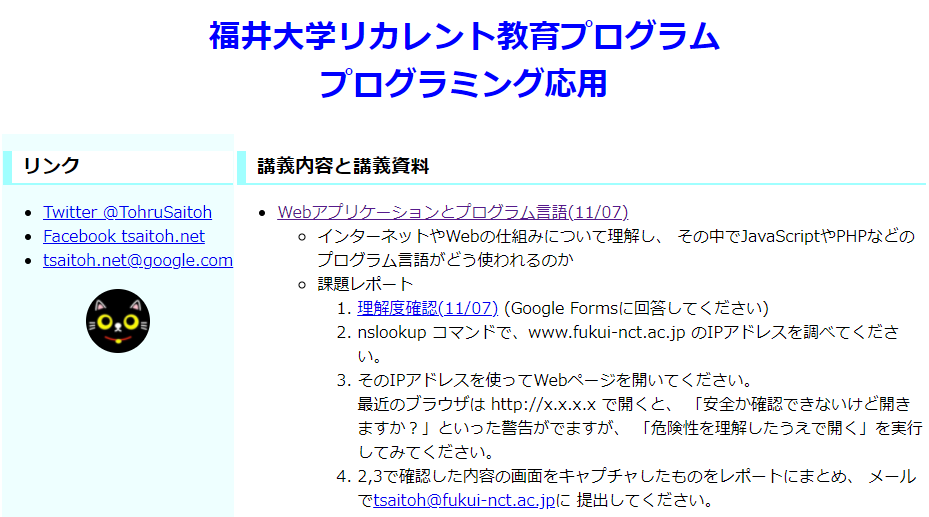 福井大学リカレント教育プログラム
プログラミング応用
リンク
Twitter @TohruSaitoh
Facebook tsaitoh.net
tsaitoh.net@google.com
講義内容と講義資料
Webアプリケーションとプログラム言語(11/07)
インターネットやWebの仕組みについて理解し、 その中でJavaScriptやPHPなどの
プログラム言語がどう使われるのか
課題レポート
1. 理解度確認(11/07) (Google Formsに回答してください)
2. nslookup コマンドで、www.fukui-nct.ac.jp のIPアドレスを調べてくださ
い。
3. そのIPアドレスを使ってWebページを開いてください。
最近のブラウザは http://x.x.x.x で開くと、 「安全か確認できないけど開き
ますか？」といった警告がでますが、 「危険性を理解したうえで開く」を実行
してみてください。
4. 2,3で確認した内容の画面をキャプチャしたものをレポートにまとめ、 メール
でtsaitoh@fukui-nct.ac.jpに 提出してください。